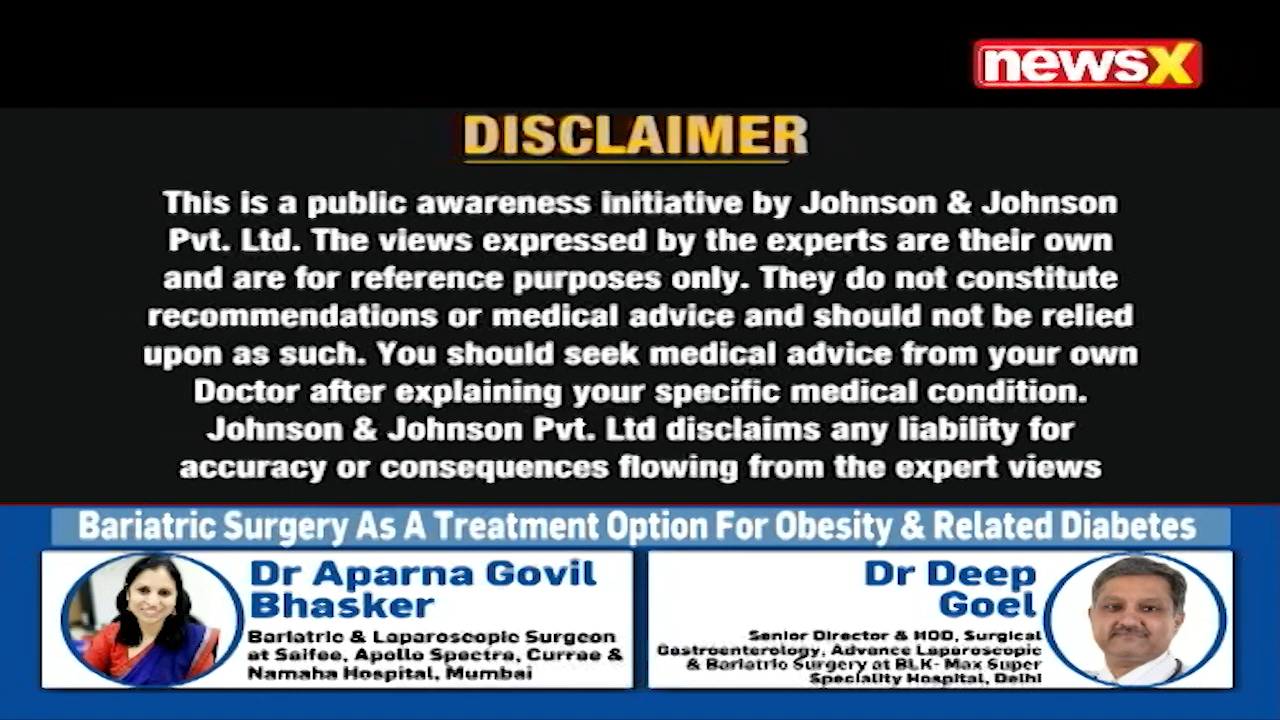 newsX
DISCLAIMER
This is a public awareness initiative by Johnson & Johnson
Pvt. Ltd. The views expressed by the experts are their own
and are for reference purposes only. They do not constitute
recommendations or medical advice and should not be relied
upon as such. You should seek medical advice from your own
Doctor after explaining your specific medical condition.
Johnson & Johnson Pvt. Ltd disclaims any liability for
accuracy or consequences flowing from the expert views
Bariatric Surgery As A Treatment Option For Obesity & Related Diabetes
Dr Aparna Govil
Bhasker
Bariatric & Laparoscopic Surgeon
at Saifee, Apollo Spectra, Currae &
Namaha Hospital, Mumbai
Dr Deep
Goel
Senior Director & HOD, Surgical
Gastroenterology, Advance Laparoscopic
& Bariatric Surgery at BLK-Max Super
Speciality Hospital, Delhi